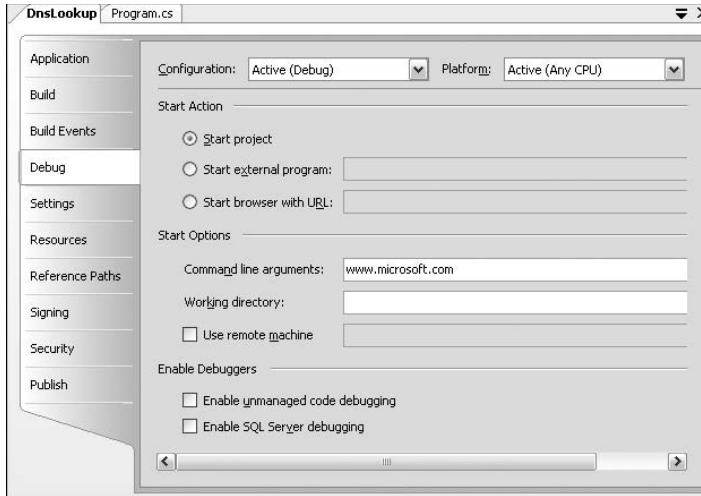 DnsLookup Program.cs
Application
Build
Build Events
Debug
Settings
Resources
Reference Paths
Signing
Security
Publish
Configuration: Active (Debug) Platform: Active (Any CPU)
Start Action
Start project
Start external program:
Start browser with URL:
Start Options
Command line arguments: www.microsoft.com
Working directory:
Use remote machine
Enable Debuggers
Enable unmanaged code debugging
Enable SQL Server debugging